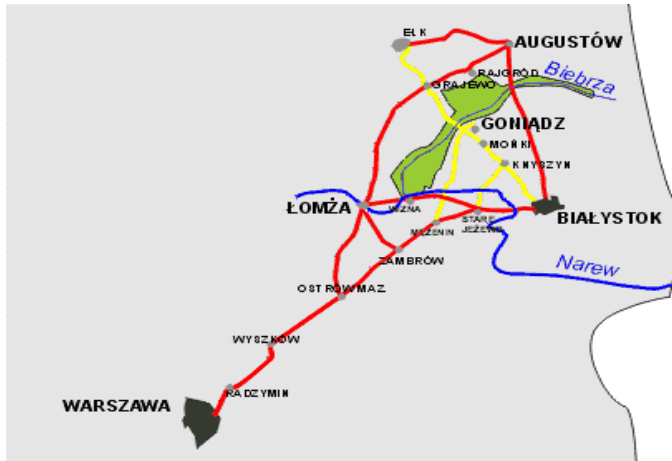 EŁK
AUGUSTÓW
RAJGRÓD
Biebrza
GRAJEWO
GONIĄDZ
MOŃKI
KNYSZYN
ŁOMŻA
WIZNA
BIAŁYSTOK
STARE
JEŻEWO
MĘŻENIN
ZAMBRÓW
Narew
OSTRÓW MAZ.
WYSZKÓW
RADZYMIN
WARSZAWA